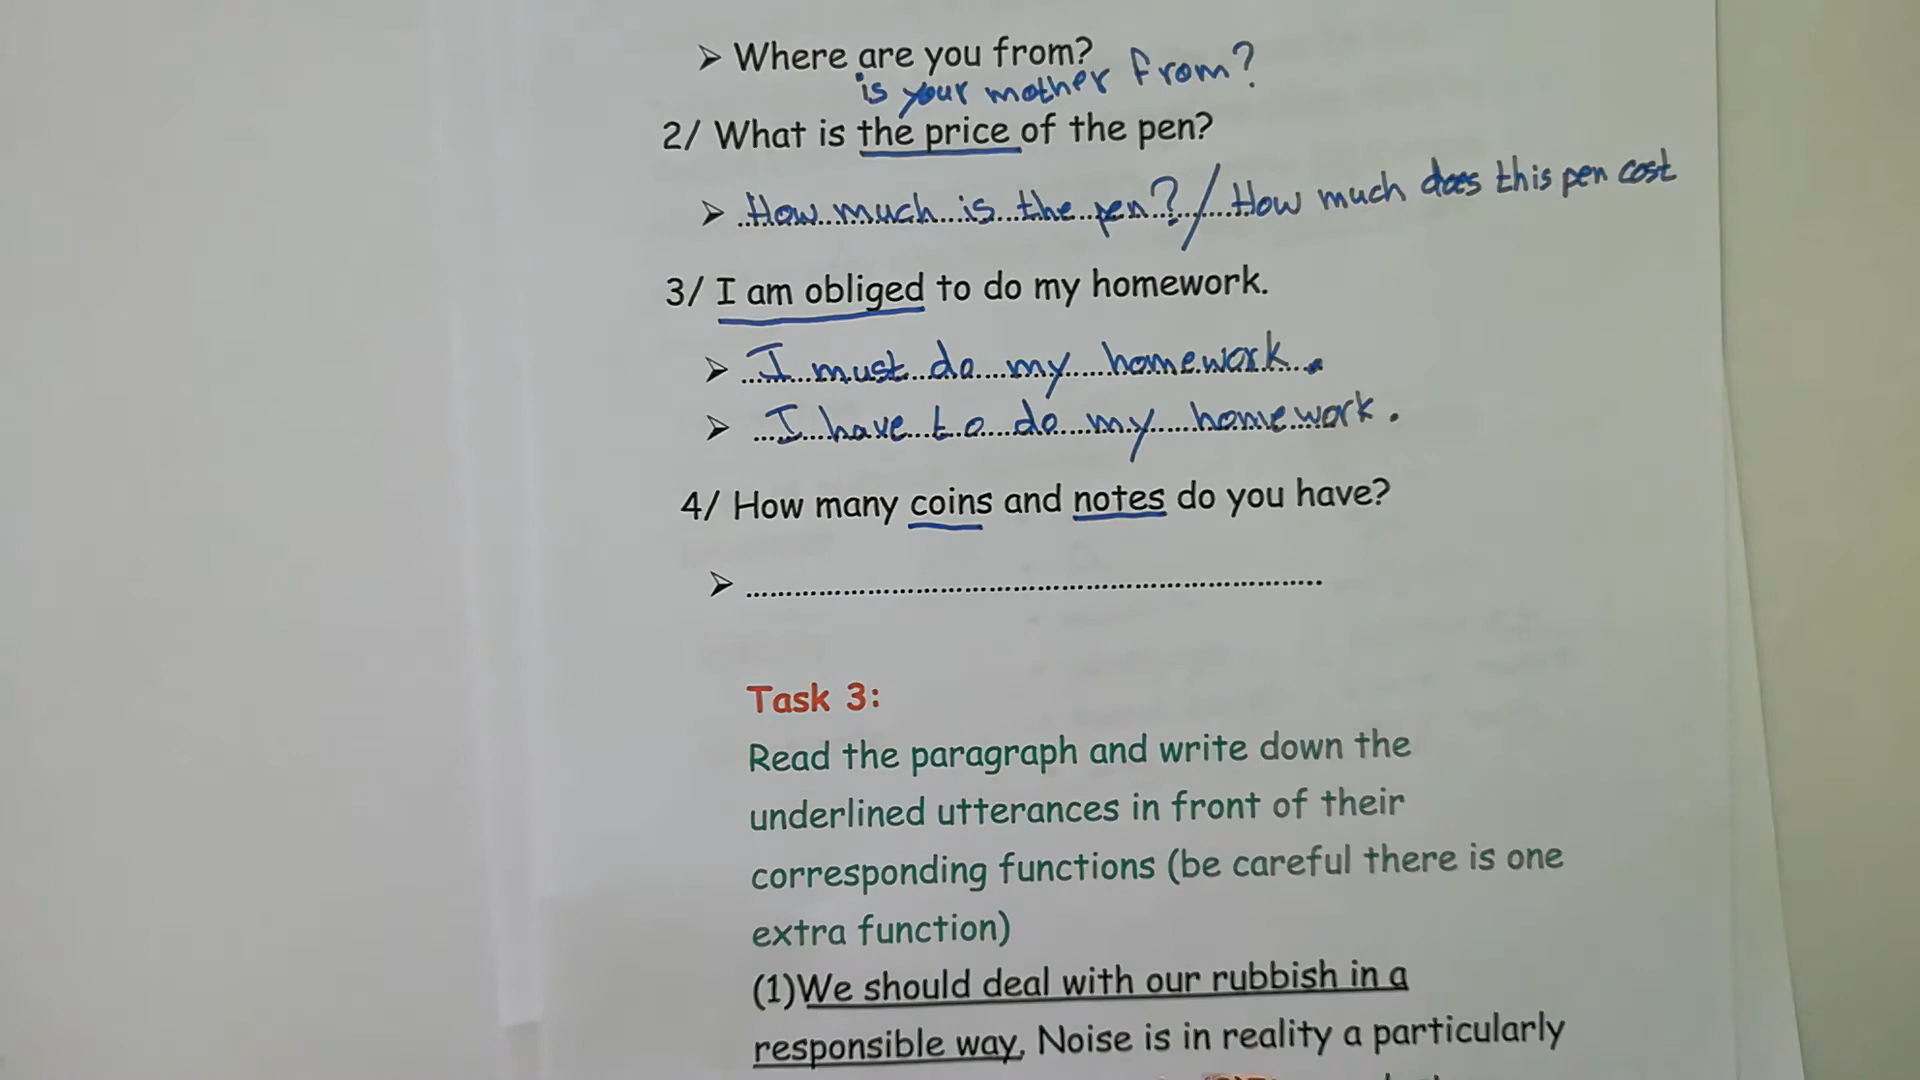 ➢ Where are you from?
is your mother from?
2/ What is the price of the pen?
➢ How much is the pen? / How much does this pen cost
3/ I am obliged to do my homework.
➢ I must do my homework.
➢ I have to do my homework.
4/ How many coins and notes do you have?
➢ ........................................................................
Task 3:
Read the paragraph and write down the
underlined utterances in front of their
corresponding functions (be careful there is one
extra function)
(1)We should deal with our rubbish in a
responsible way. Noise is in reality a particularly